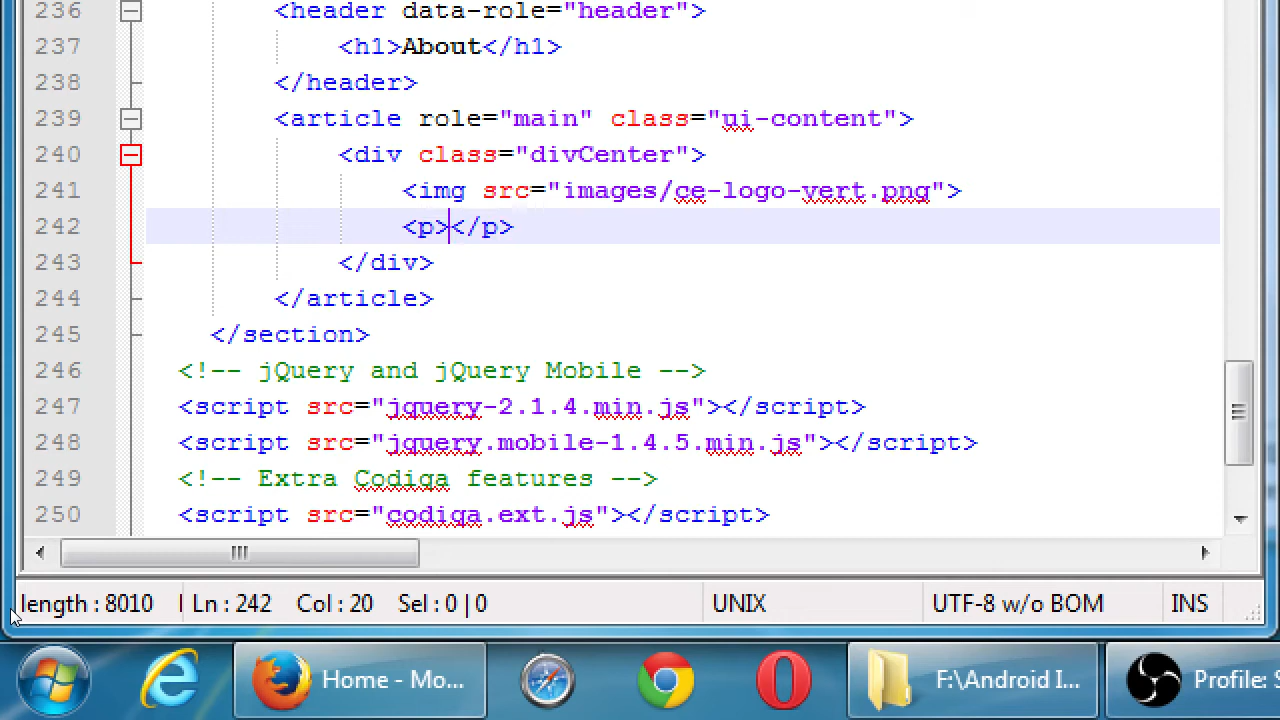 236 <header data-role="header">
237 <h1>About</h1>
238 </header>
239 <article role="main" class="ui-content">
240 <div class="divCenter">
241 <img src="images/ce-logo-vert.png">
242 <p></p>
243 </div>
244 </article>
245 </section>
246 <!-- jQuery and jQuery Mobile -->
247 <script src="jquery-2.1.4.min.js"></script>
248 <script src="jquery.mobile-1.4.5.min.js"></script>
249 <!-- Extra Codiqa features -->
250 <script src="codiqa.ext.js"></script>
length : 8010 Ln : 242 Col : 20 Sel : 0 | 0 UNIX UTF-8 w/o BOM INS
Home - Mo... F:\Android I... Profile: S